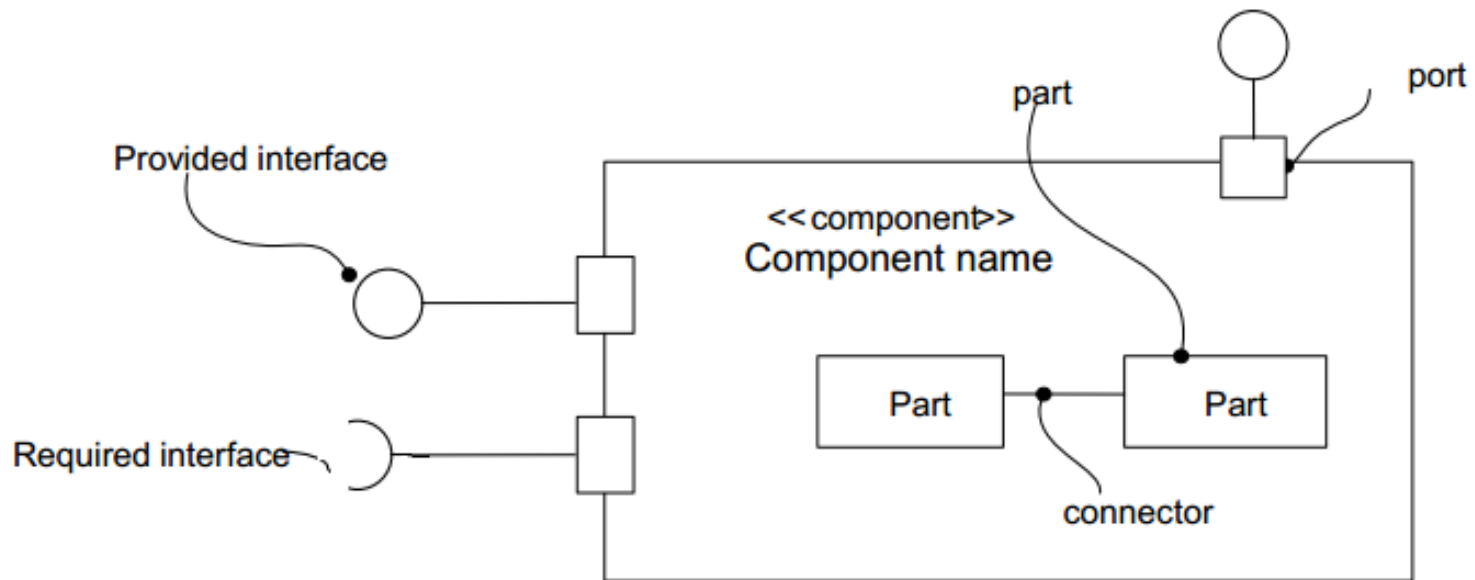 part
port
Provided interface
<<component>>
Component name
Part
Part
Required interface
connector